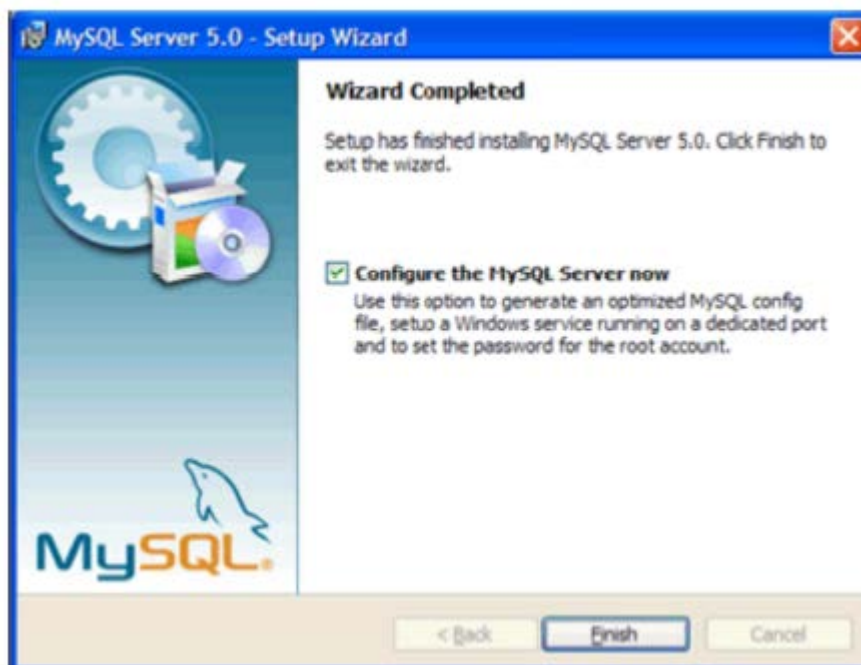 MySQL Server 5.0 - Setup Wizard
Wizard Completed
Setup has finished installing MySQL Server 5.0. Click Finish to
exit the wizard.
Configure the MySQL Server now
Use this option to generate an optimized MySQL config
file, setup a Windows service running on a dedicated port
and to set the password for the root account.
MySQL®
< Back
Finish
Cancel